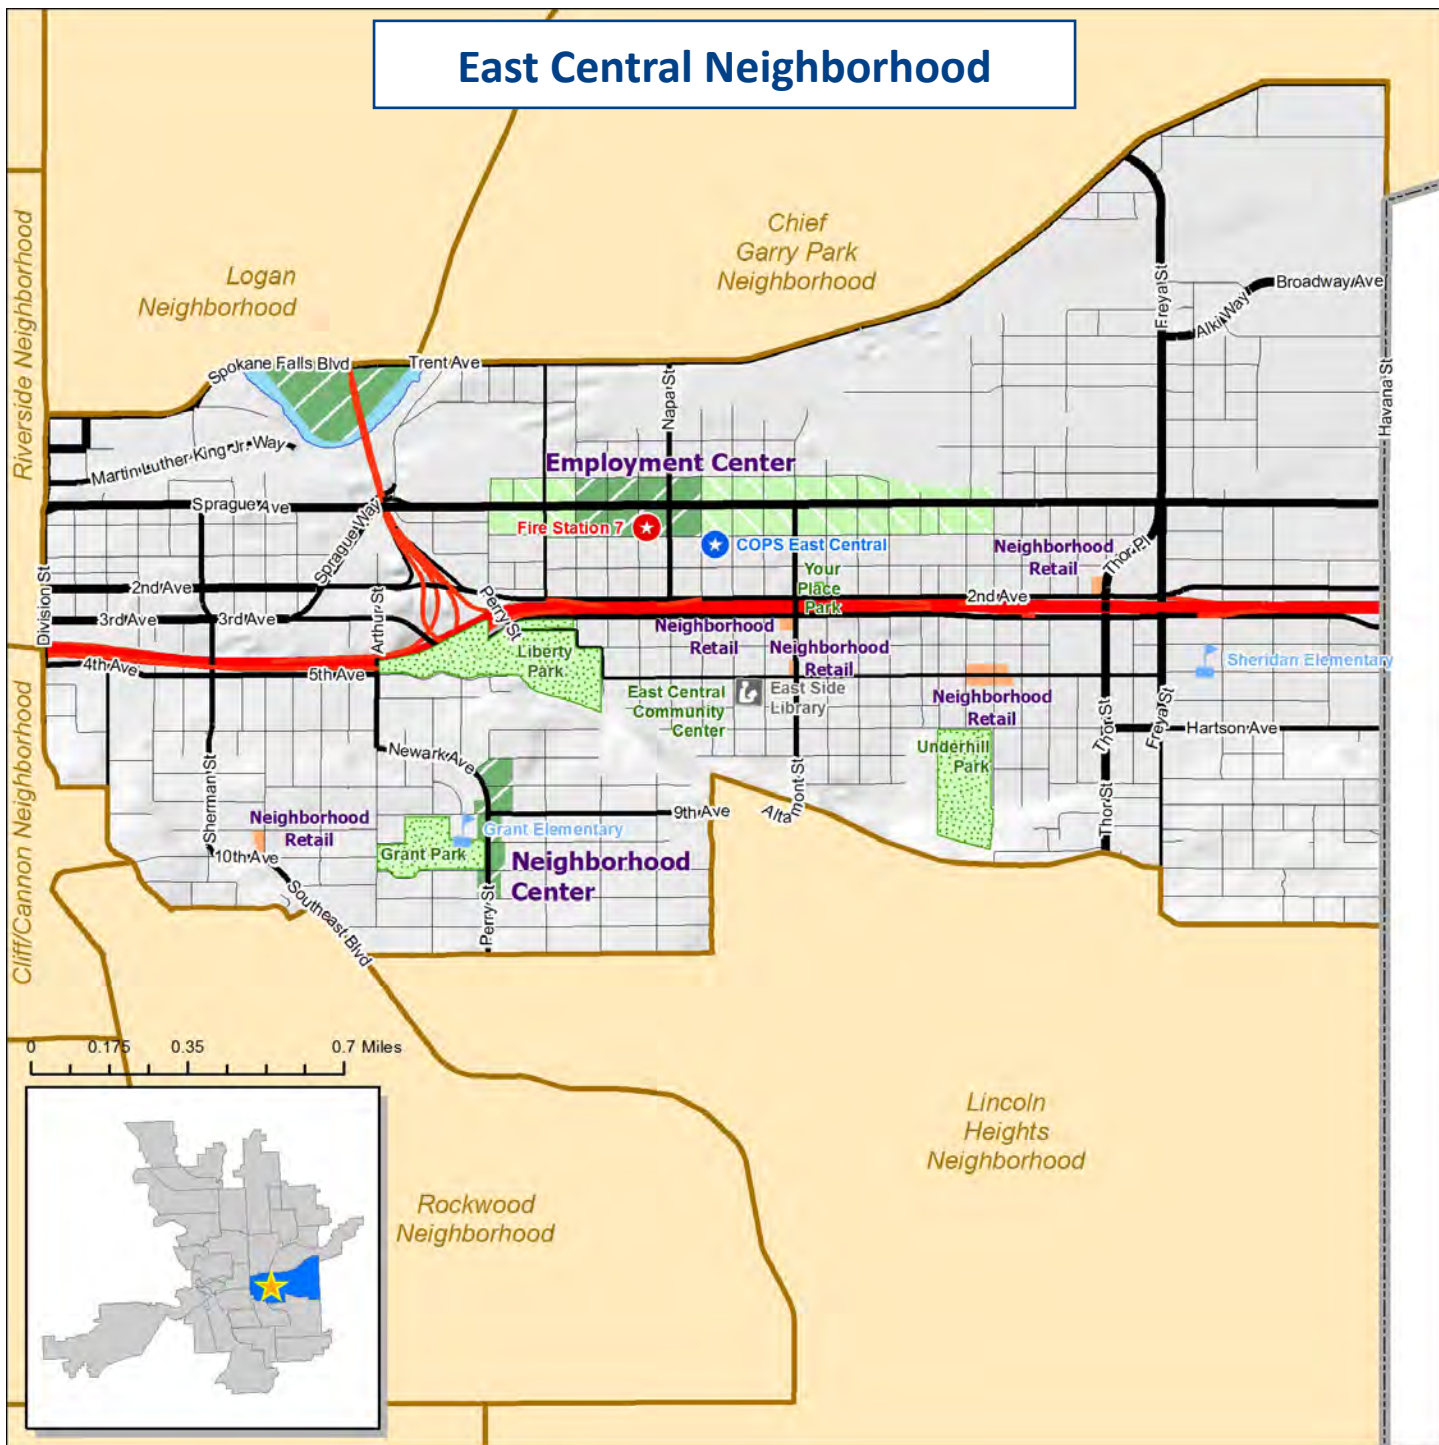 East Central Neighborhood
Riverside Neighborhood
Logan
Neighborhood
Chief
Garry Park
Neighborhood
Spokane Falls Blvd
Trent Ave
Napa St
Freya St
Alki Way
Broadway Ave
Havana St
Martin Luther King Jr. Way
Employment Center
Sprague Ave
Sprague Way
Fire Station 7
COPS East Central
Neighborhood
Retail
Thor Pl
Your
Place
Park
Division St
2nd Ave
2nd Ave
3rd Ave
3rd Ave
Arthur St
Perry St
Neighborhood
Retail
Neighborhood
Retail
Liberty
Park
4th Ave
5th Ave
East Central
Community
Center
East Side
Library
Neighborhood
Retail
Sheridan Elementary
Thor St
Freya St
Hartson Ave
Underhill
Park
Newark Ave
Sherman St
Altamont St
9th Ave
Thor St
Cliff/Cannon Neighborhood
Neighborhood
Retail
10th Ave
Grant Elementary
Grant Park
Neighborhood
Center
Perry St
Southeast Blvd
0
0.175
0.35
0.7 Miles
Lincoln
Heights
Neighborhood
Rockwood
Neighborhood